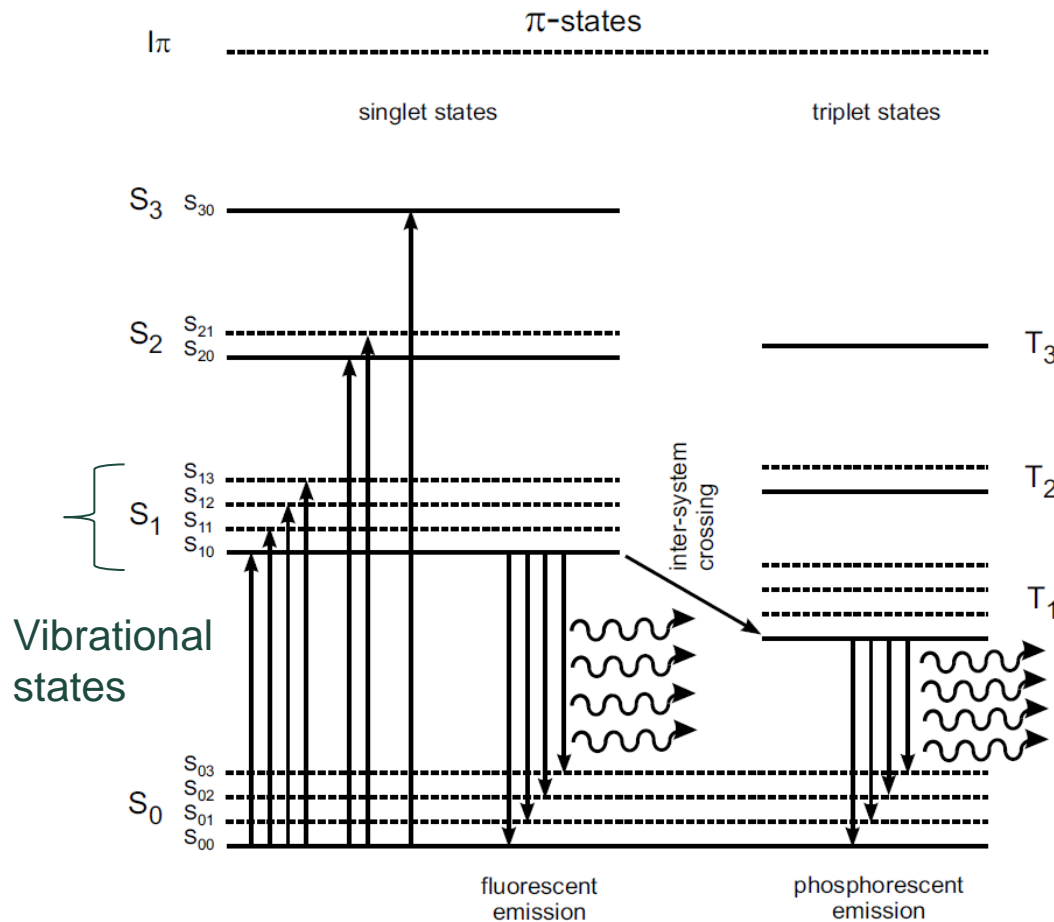 π-states
Iπ
singlet states
triplet states
S3 S30
S2 S21
S20
T3
S13
S12
S1 S11
S10
inter-system
crossing
T2
T1
Vibrational
states
S03
S02
S0 S01
S00
fluorescent
emission
phosphorescent
emission